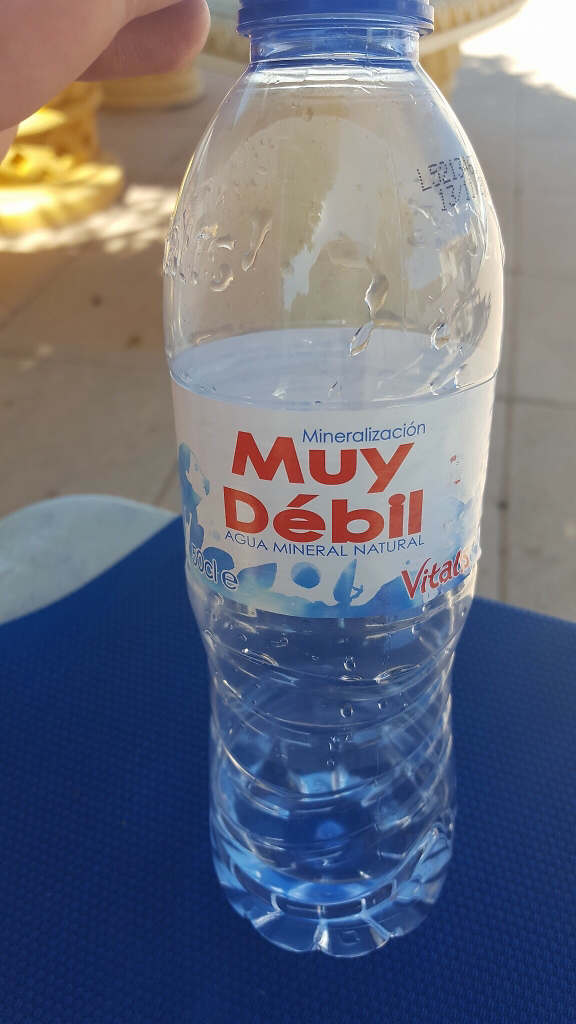 Mineralización
Muy
Débil
AGUA MINERAL NATURAL
50cl e